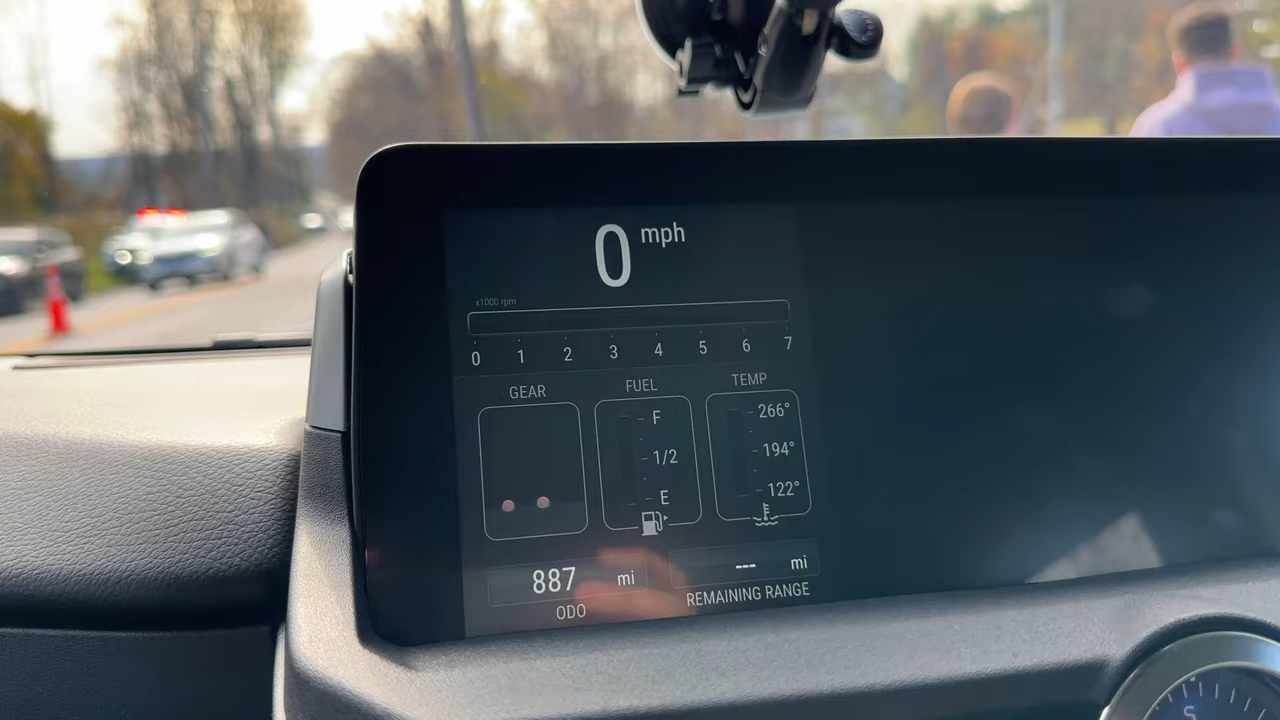 0 mph
x1000 rpm
0 1 2 3 4 5 6 7
GEAR FUEL TEMP
F 266°
1/2 194°
E 122°
887 mi --- mi
ODO REMAINING RANGE
S